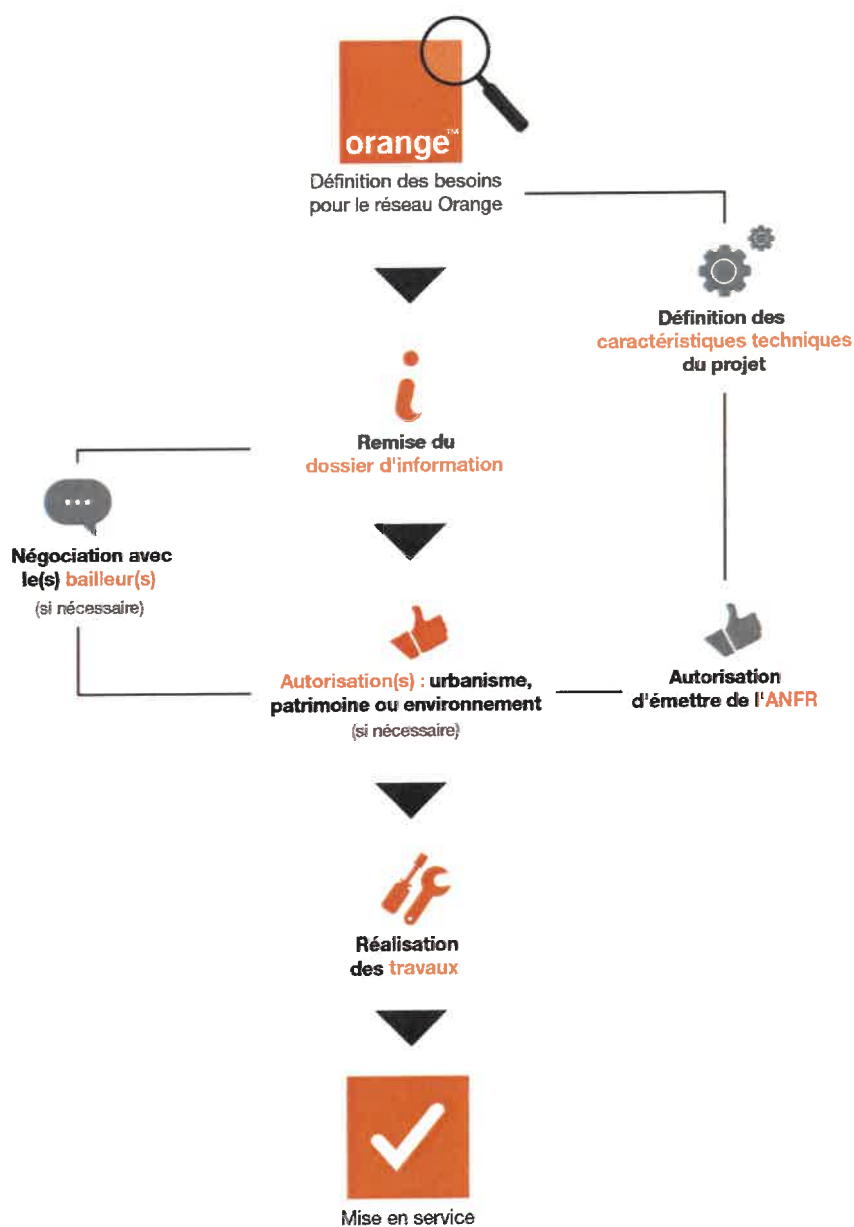 orange™
Définition des besoins
pour le réseau Orange
Définition des
caractéristiques techniques
du projet
Remise du
dossier d'information
Négociation avec
le(s) bailleur(s)
(si nécessaire)
Autorisation(s) : urbanisme,
patrimoine ou environnement
(si nécessaire)
Autorisation
d'émettre de l'ANFR
Réalisation
des travaux
Mise en service